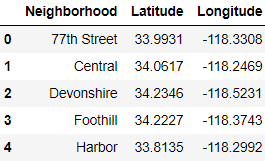 Neighborhood Latitude Longitude
0 77th Street 33.9931 -118.3308
1 Central 34.0617 -118.2469
2 Devonshire 34.2346 -118.5231
3 Foothill 34.2227 -118.3743
4 Harbor 33.8135 -118.2992